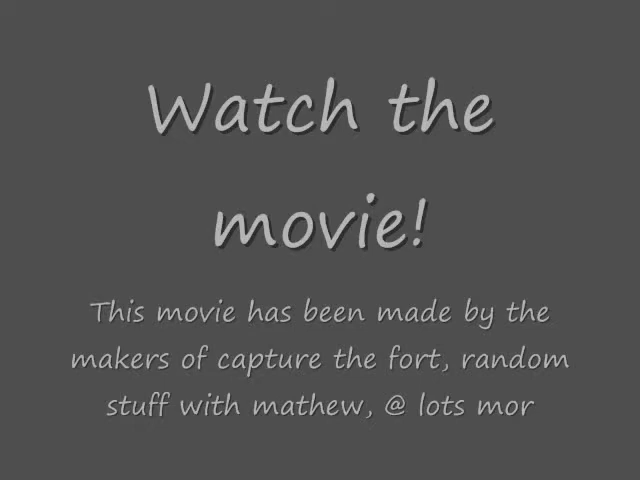 Watch the
movie!
This movie has been made by the
makers of capture the fort, random
stuff with mathew, @ lots mor